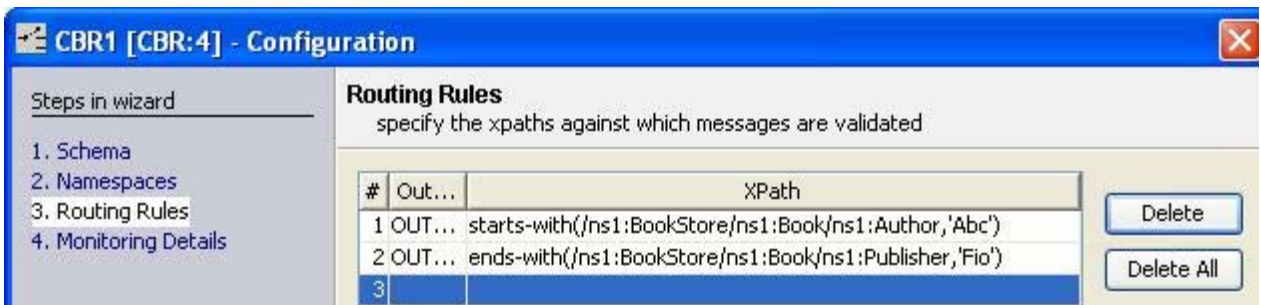 CBR1 [CBR:4] - Configuration
Steps in wizard
1. Schema
2. Namespaces
3. Routing Rules
4. Monitoring Details
Routing Rules
specify the xpaths against which messages are validated
# Out... XPath
1 OUT... starts-with(/ns1:BookStore/ns1:Book/ns1:Author,'Abc')
2 OUT... ends-with(/ns1:BookStore/ns1:Book/ns1:Publisher,'Fio')
3
Delete
Delete All